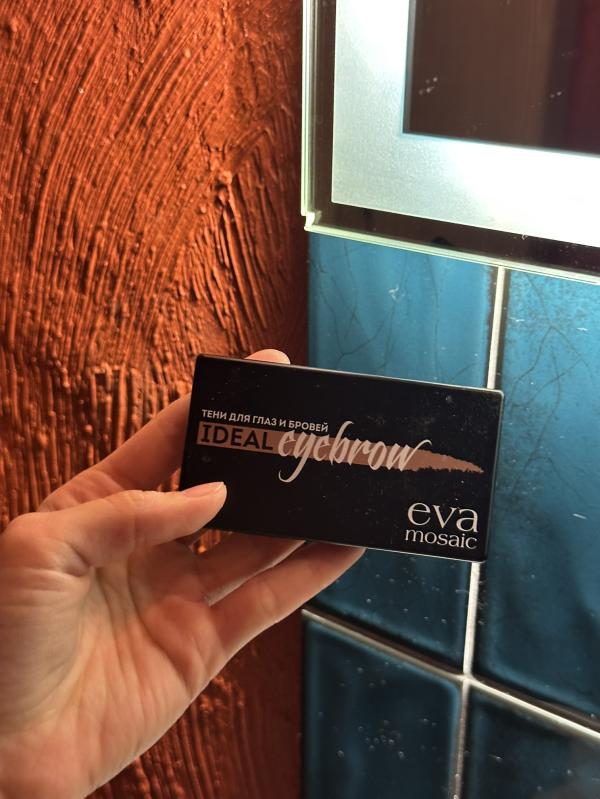 ТЕНИ ДЛЯ ГЛАЗ И БРОВЕЙ
IDEAL eyebrow
eva
mosaic